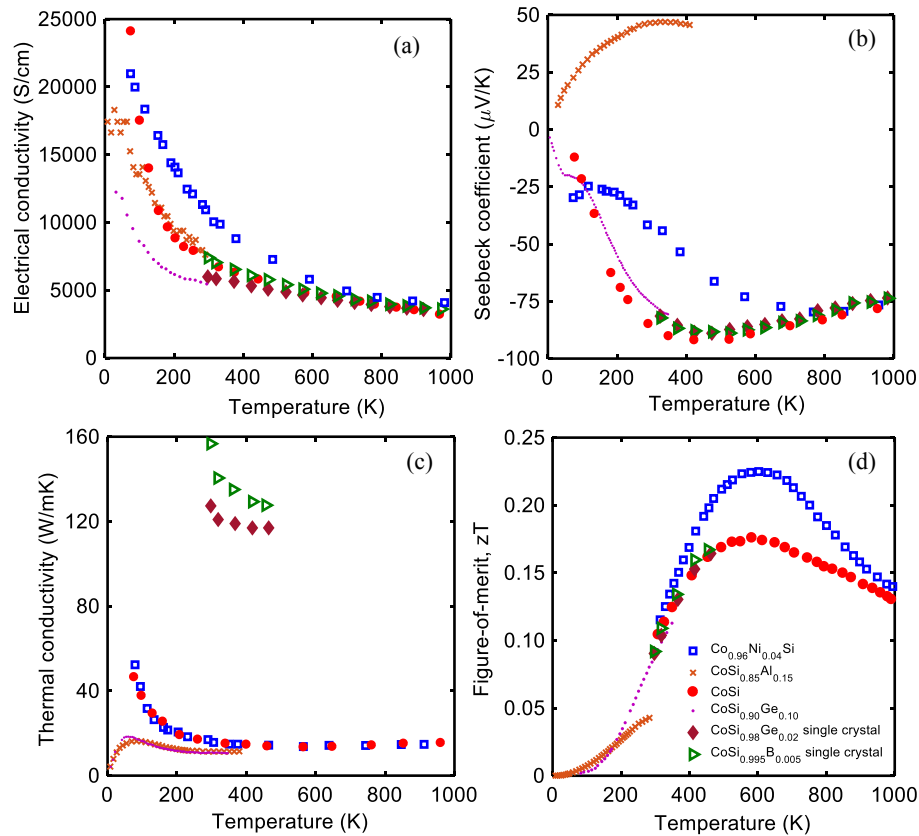 (a)
Electrical conductivity (S/cm)
25000
20000
15000
10000
5000
0
0 200 400 600 800 1000
Temperature (K)
(b)
Seebeck coefficient (μV/K)
50
25
0
-25
-50
-75
-100
0 200 400 600 800 1000
Temperature (K)
(c)
Thermal conductivity (W/mK)
160
120
80
40
0
0 200 400 600 800 1000
Temperature (K)
(d)
Figure-of-merit, zT
0.25
0.20
0.15
0.10
0.05
0
0 200 400 600 800 1000
Temperature (K)
Co0.96Ni0.04Si
CoSi0.85Al0.15
CoSi
CoSi0.90Ge0.10
CoSi0.98Ge0.02 single crystal
CoSi0.995B0.005 single crystal